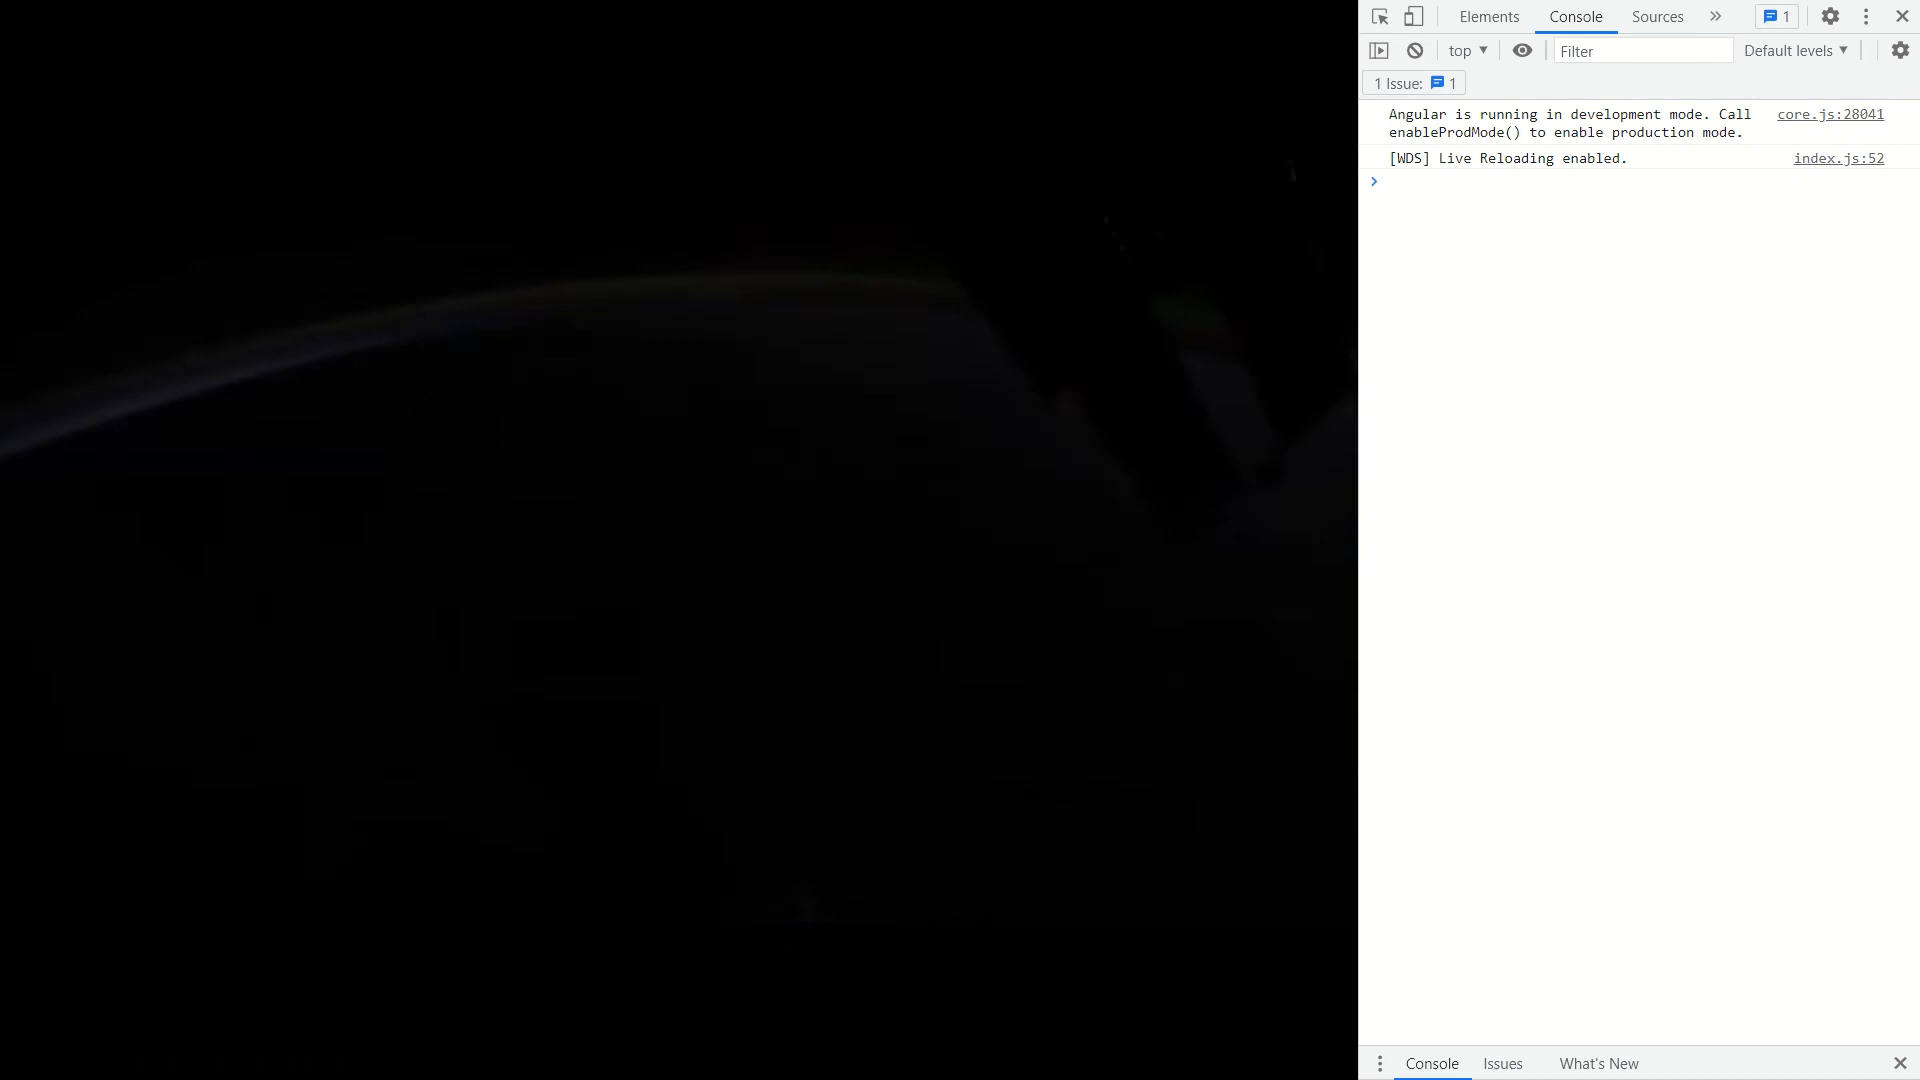 Elements Console Sources 1
top Filter Default levels
1 Issue: 1
Angular is running in development mode. Call core.js:28041
enableProdMode() to enable production mode.
[WDS] Live Reloading enabled. index.js:52
Console Issues What's New